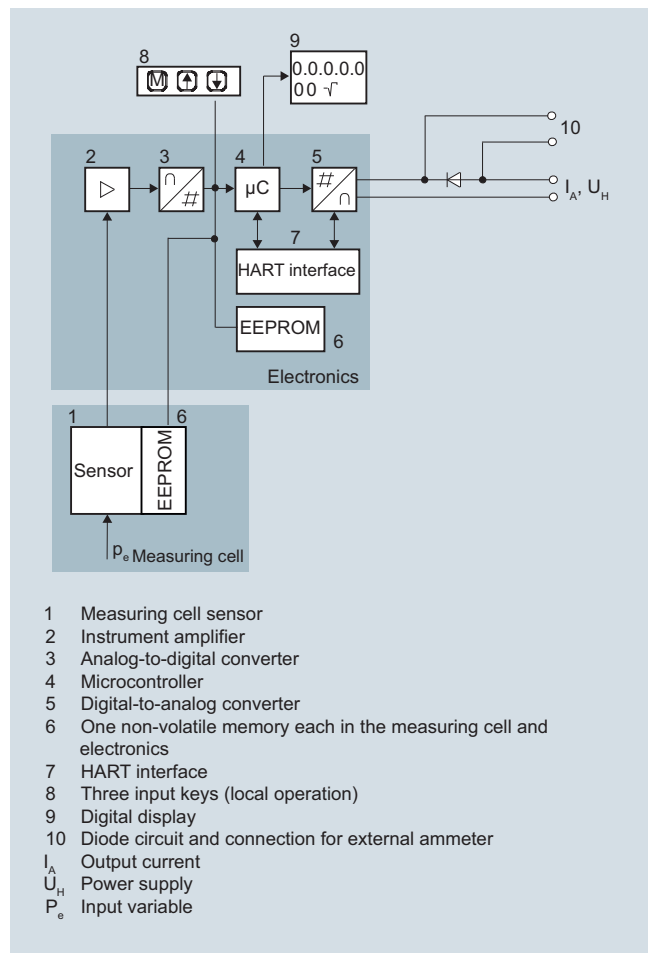 8
M
9
0.0.0.0.0
00 √
10
2
3
4
5
∩
#
µC
#
∩
I_A, U_H
7
HART interface
EEPROM
6
Electronics
1
6
Sensor
EEPROM
p_e Measuring cell
1 Measuring cell sensor
2 Instrument amplifier
3 Analog-to-digital converter
4 Microcontroller
5 Digital-to-analog converter
6 One non-volatile memory each in the measuring cell and
electronics
7 HART interface
8 Three input keys (local operation)
9 Digital display
10 Diode circuit and connection for external ammeter
I_A Output current
U_H Power supply
P_e Input variable